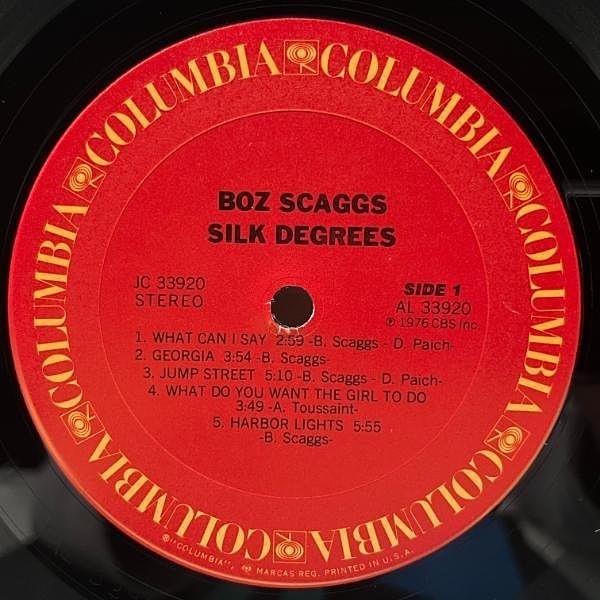 COLUMBIA COLUMBIA COLUMBIA COLUMBIA COLUMBIA COLUMBIA
BOZ SCAGGS
SILK DEGREES
JC 33920
STEREO
SIDE 1
AL 33920
℗ 1976 CBS Inc.
1. WHAT CAN I SAY 2:59 -B. Scaggs - D. Paich-
2. GEORGIA 3:54 -B. Scaggs-
3. JUMP STREET 5:10 -B. Scaggs - D. Paich-
4. WHAT DO YOU WANT THE GIRL TO DO
3:49 -A. Toussaint-
5. HARBOR LIGHTS 5:55
-B. Scaggs-
®"COLUMBIA", MARCAS REG. PRINTED IN U.S.A.